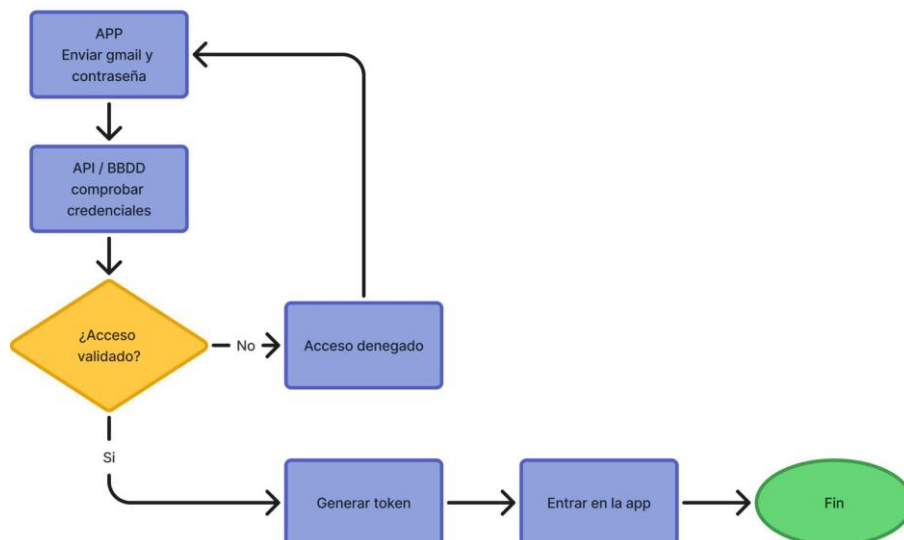 APP
Enviar gmail y
contraseña
API / BBDD
comprobar
credenciales
¿Acceso
validado?
No
Acceso denegado
Si
Generar token
Entrar en la app
Fin